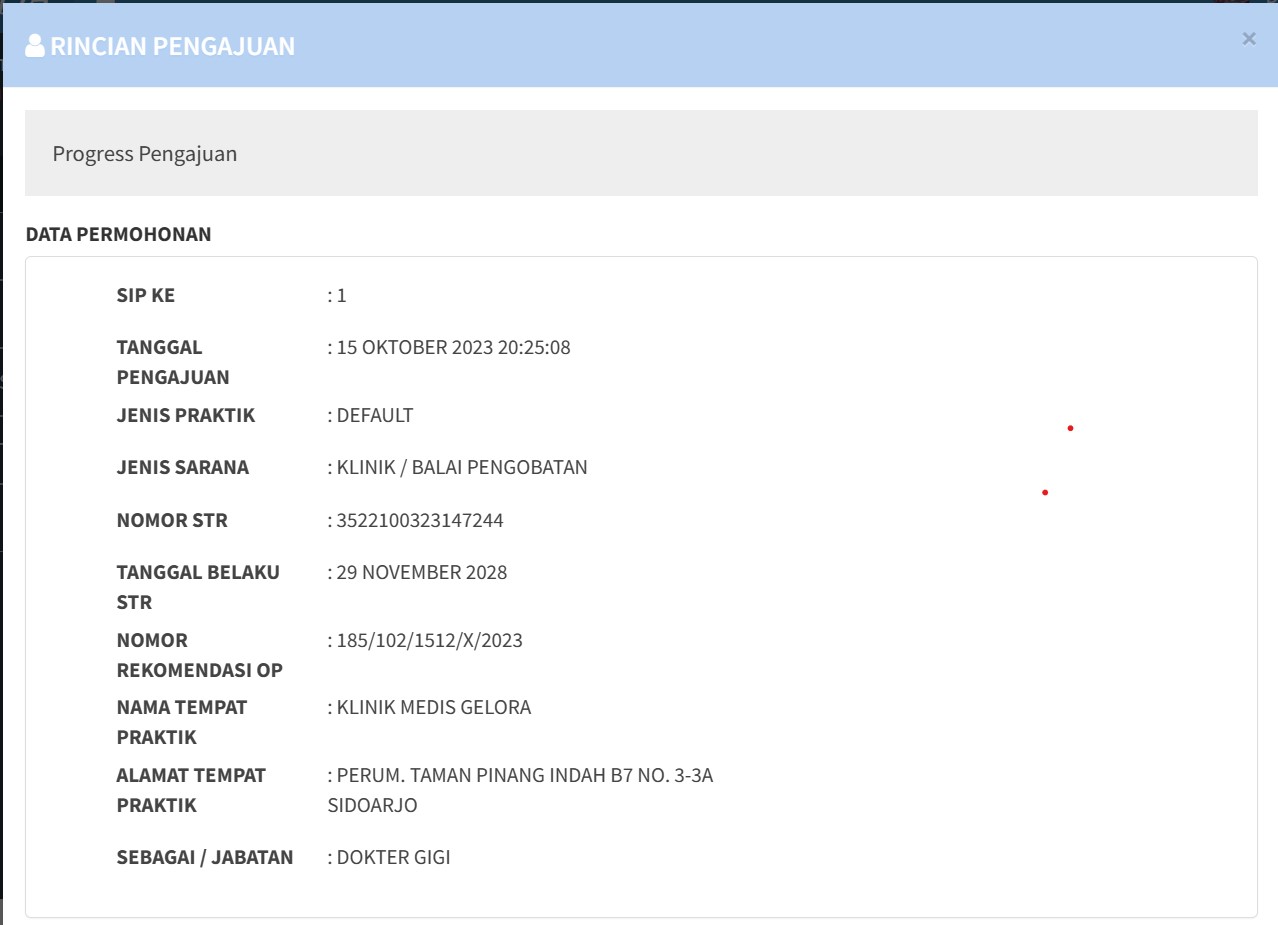 RINCIAN PENGAJUAN
×
Progress Pengajuan
DATA PERMOHONAN
SIP KE : 1
TANGGAL PENGAJUAN : 15 OKTOBER 2023 20:25:08
JENIS PRAKTIK : DEFAULT
JENIS SARANA : KLINIK / BALAI PENGOBATAN
NOMOR STR : 3522100323147244
TANGGAL BELAKU STR : 29 NOVEMBER 2028
NOMOR REKOMENDASI OP : 185/102/1512/X/2023
NAMA TEMPAT PRAKTIK : KLINIK MEDIS GELORA
ALAMAT TEMPAT PRAKTIK : PERUM. TAMAN PINANG INDAH B7 NO. 3-3A SIDOARJO
SEBAGAI / JABATAN : DOKTER GIGI